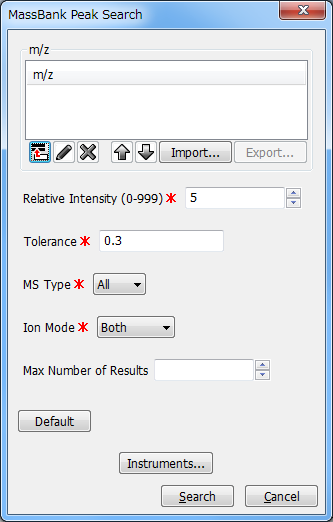 MassBank Peak Search
m/z
m/z
Import... Export...
Relative Intensity (0-999) 5
Tolerance 0.3
MS Type All
Ion Mode Both
Max Number of Results
Default
Instruments...
Search Cancel